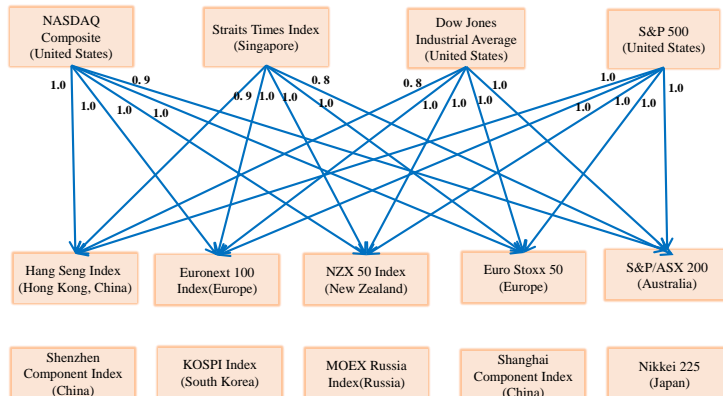 NASDAQ
Composite
(United States)
Straits Times Index
(Singapore)
Dow Jones
Industrial Average
(United States)
S&P 500
(United States)
1.0
1.0
1.0
1.0
0. 9
0. 9
1.0
1.0
1.0
0. 8
0. 8
1.0
1.0
1.0
1.0
1.0
1.0
1.0
1.0
1.0
Hang Seng Index
(Hong Kong, China)
Euronext 100
Index(Europe)
NZX 50 Index
(New Zealand)
Euro Stoxx 50
(Europe)
S&P/ASX 200
(Australia)
Shenzhen
Component Index
(China)
KOSPI Index
(South Korea)
MOEX Russia
Index(Russia)
Shanghai
Component Index
(China)
Nikkei 225
(Japan)